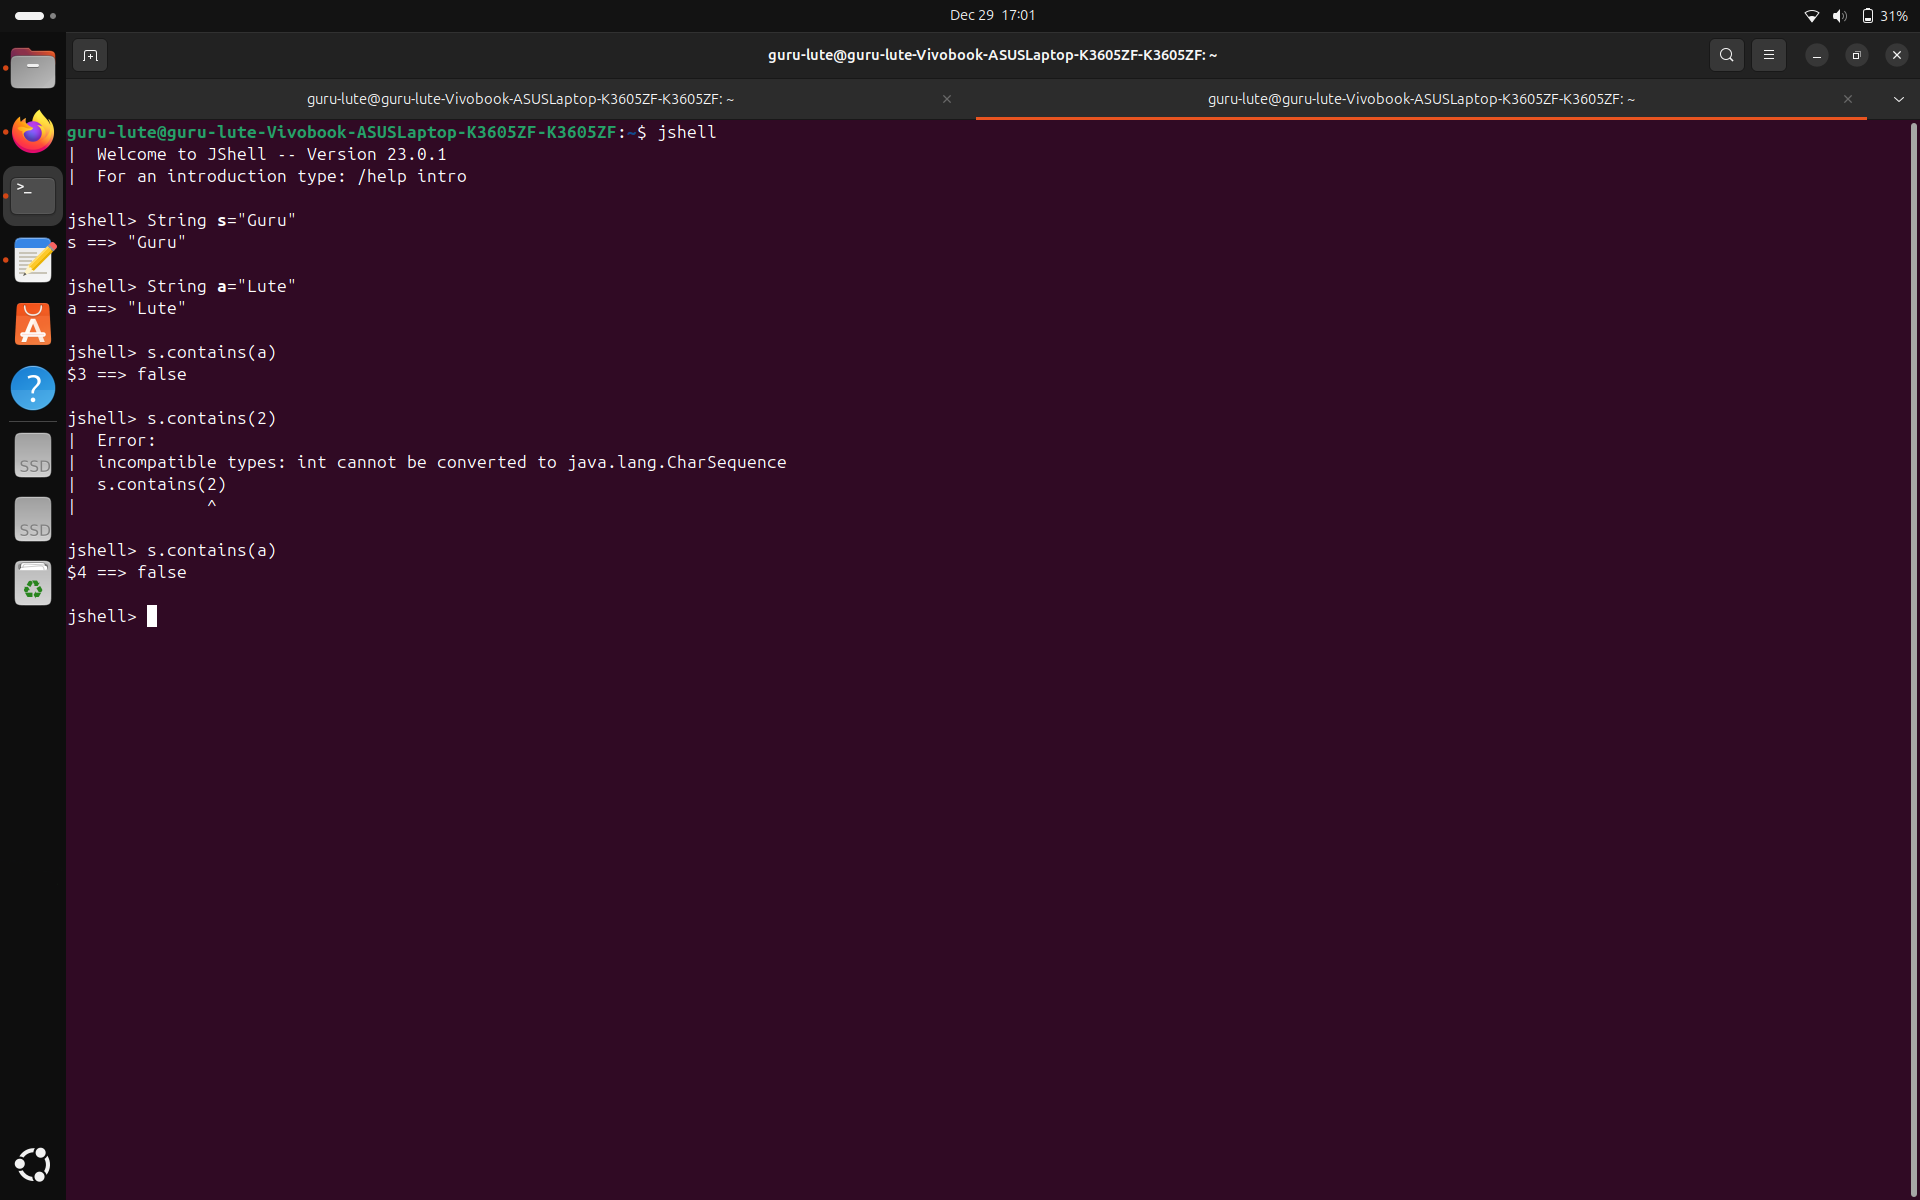 Dec 29 17:01
31%
guru-lute@guru-lute-Vivobook-ASUSLaptop-K3605ZF-K3605ZF: ~
guru-lute@guru-lute-Vivobook-ASUSLaptop-K3605ZF-K3605ZF: ~
guru-lute@guru-lute-Vivobook-ASUSLaptop-K3605ZF-K3605ZF: ~
guru-lute@guru-lute-Vivobook-ASUSLaptop-K3605ZF-K3605ZF:~$ jshell
|  Welcome to JShell -- Version 23.0.1
|  For an introduction type: /help intro
jshell> String s="Guru"
s ==> "Guru"
jshell> String a="Lute"
a ==> "Lute"
jshell> s.contains(a)
$3 ==> false
jshell> s.contains(2)
|  Error:
|  incompatible types: int cannot be converted to java.lang.CharSequence
|  s.contains(2)
|             ^
jshell> s.contains(a)
$4 ==> false
jshell>
>_
A
?
SSD
SSD